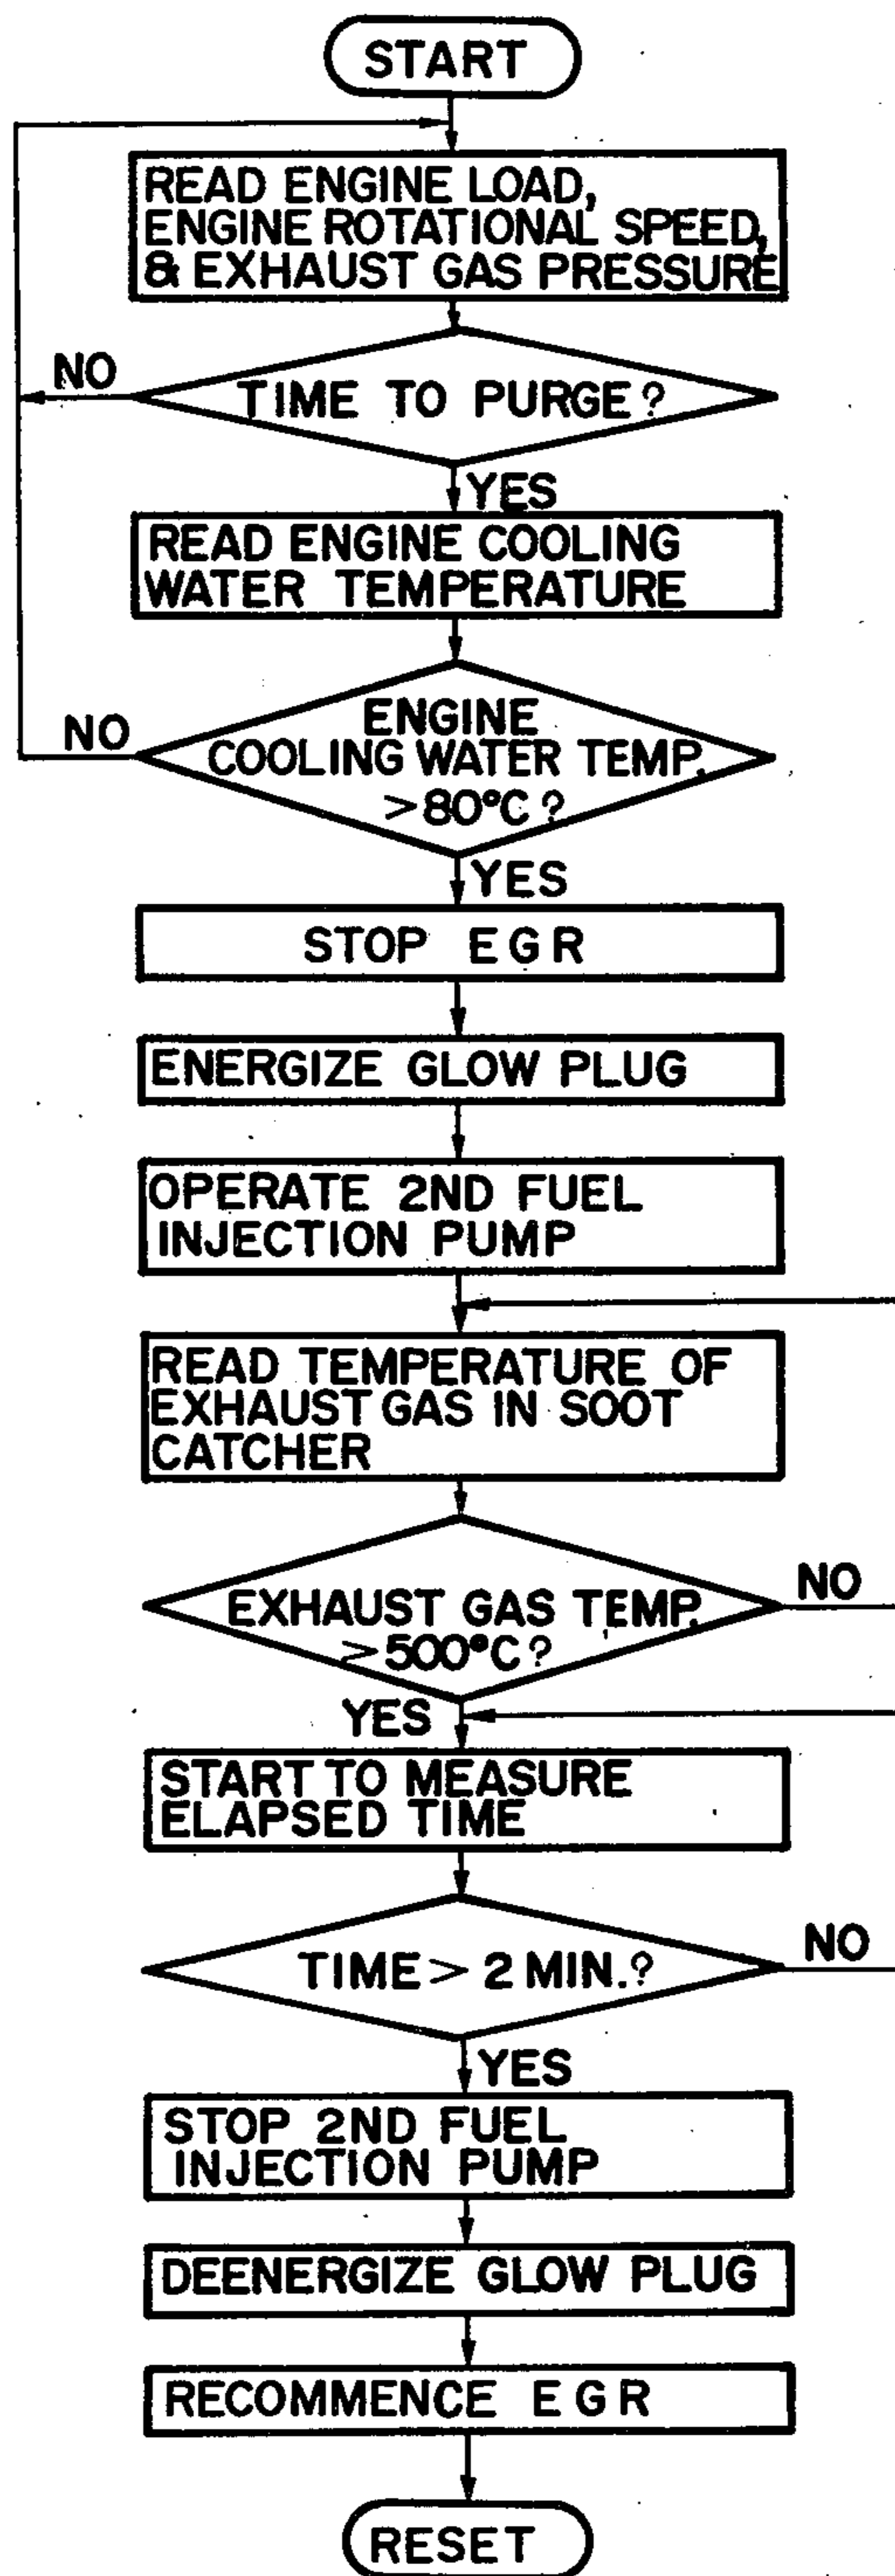 START
READ ENGINE LOAD,
ENGINE ROTATIONAL SPEED,
& EXHAUST GAS PRESSURE
NO
TIME TO PURGE?
YES
READ ENGINE COOLING
WATER TEMPERATURE
NO
ENGINE
COOLING WATER TEMP.
>80°C?
YES
STOP EGR
ENERGIZE GLOW PLUG
OPERATE 2ND FUEL
INJECTION PUMP
READ TEMPERATURE OF
EXHAUST GAS IN SOOT
CATCHER
NO
EXHAUST GAS TEMP.
>500°C?
YES
START TO MEASURE
ELAPSED TIME
NO
TIME > 2 MIN.?
YES
STOP 2ND FUEL
INJECTION PUMP
DEENERGIZE GLOW PLUG
RECOMMENCE EGR
RESET